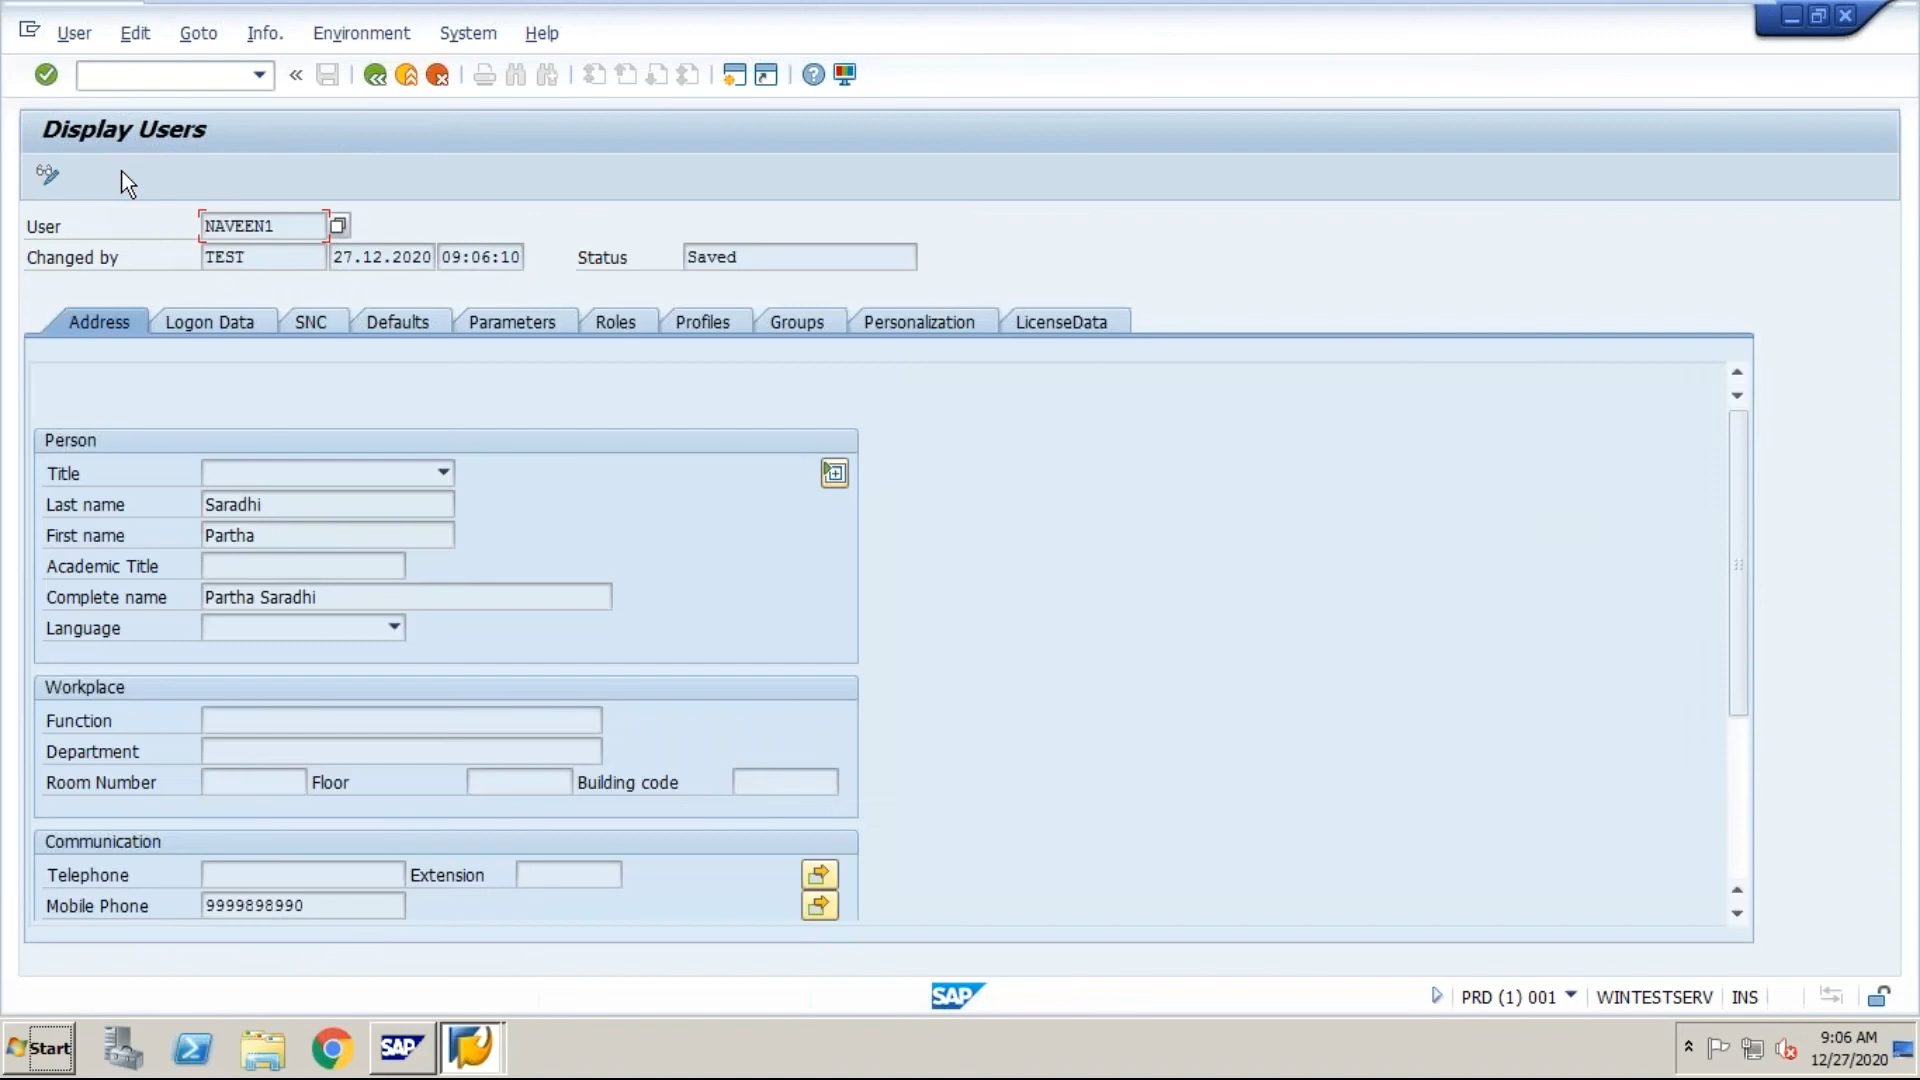 User Edit Goto Info. Environment System Help
Display Users
User NAVEEN1
Changed by TEST 27.12.2020 09:06:10 Status Saved
Address Logon Data SNC Defaults Parameters Roles Profiles Groups Personalization LicenseData
Person
Title
Last name Saradhi
First name Partha
Academic Title
Complete name Partha Saradhi
Language
Workplace
Function
Department
Room Number Floor Building code
Communication
Telephone Extension
Mobile Phone 9999898990
SAP PRD (1) 001 WINTESTSERV INS
Start SAP 9:06 AM
12/27/2020